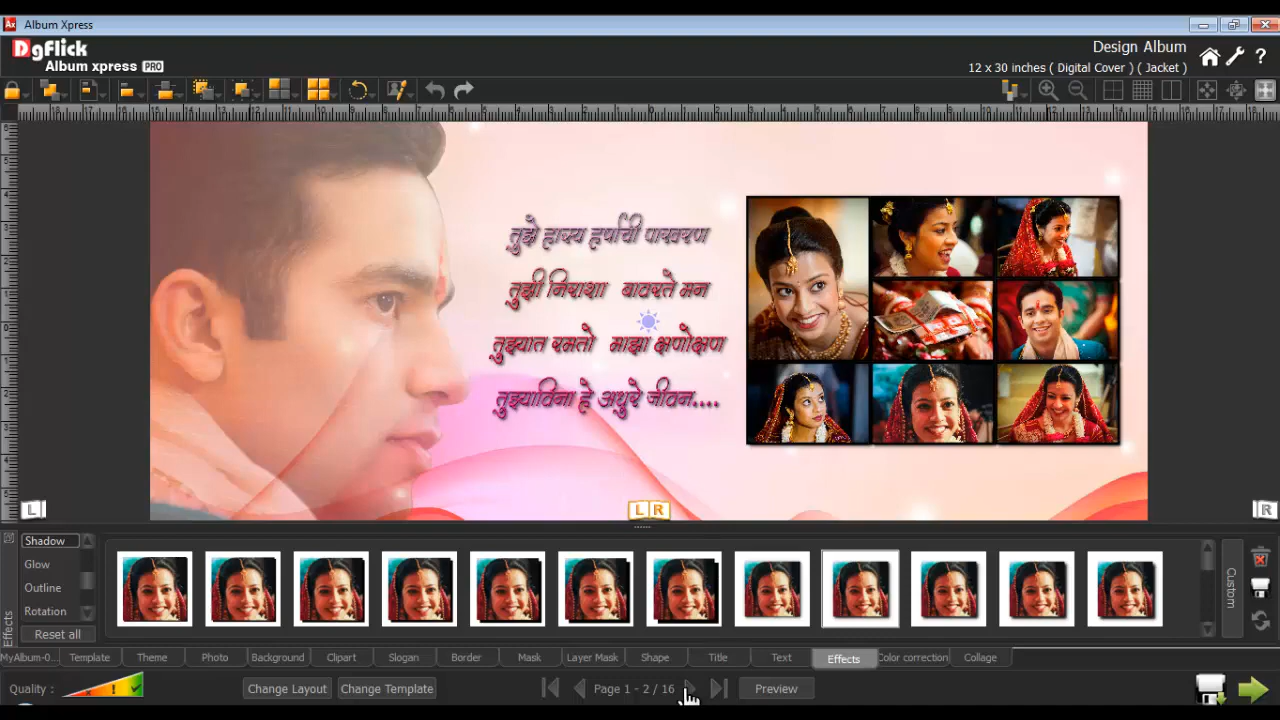 Album Xpress
DgFlick
Album xpress PRO
Design Album
12 x 30 inches ( Digital Cover ) ( Jacket )
तुझे हास्य हर्षाची पाखरण
तुझी निराशा बावरते मन
तुझ्यात रमतो माझा क्षणोक्षण
तुझ्याविना हे अधुरे जीवन....
L
L R
R
Shadow
Glow
Outline
Rotation
Reset all
Effects
Custom
MyAlbum-0... Template Theme Photo Background Clipart Slogan Border Mask Layer Mask Shape Title Text Effects Color correction Collage
Quality : Change Layout Change Template Page 1 - 2 / 16 Preview